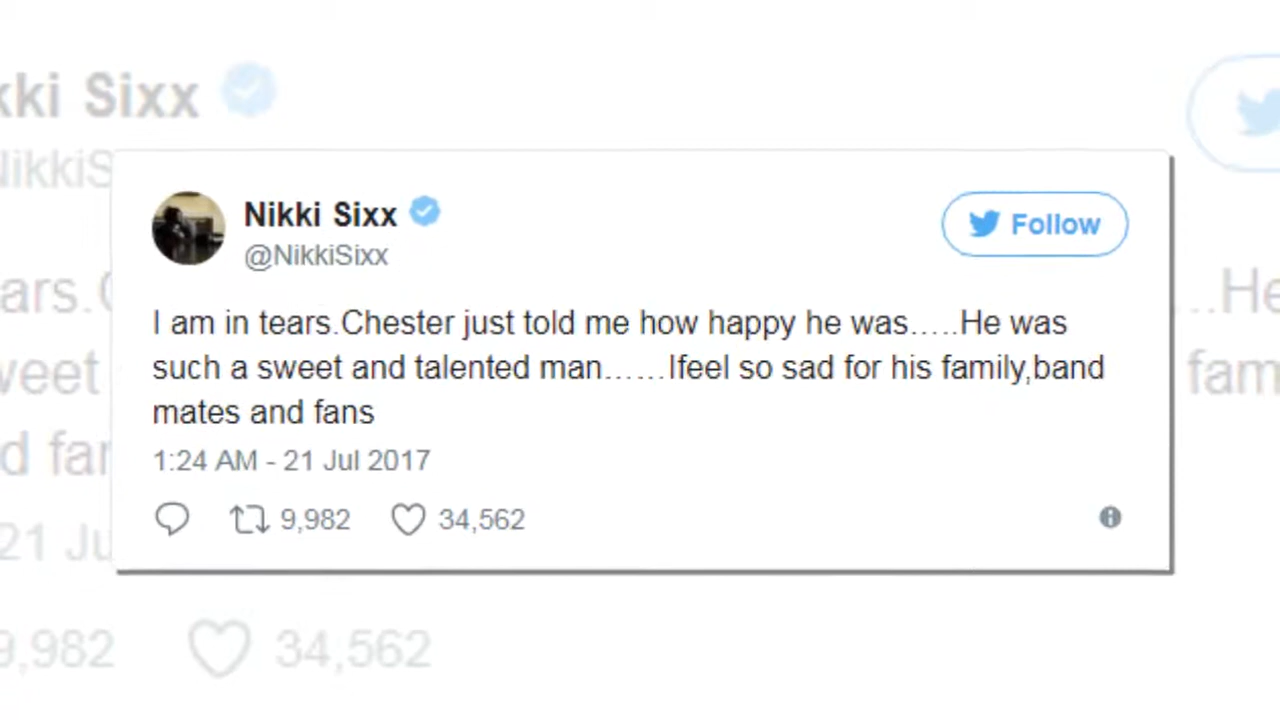 kki Sixx
NikkiS
Nikki Sixx
@NikkiSixx
Follow
I am in tears.Chester just told me how happy he was.....He was
such a sweet and talented man......Ifeel so sad for his family,band
mates and fans
1:24 AM - 21 Jul 2017
9,982 34,562
ars.
..He
weet
fam
d fan
21 Ju
9,982 34,562